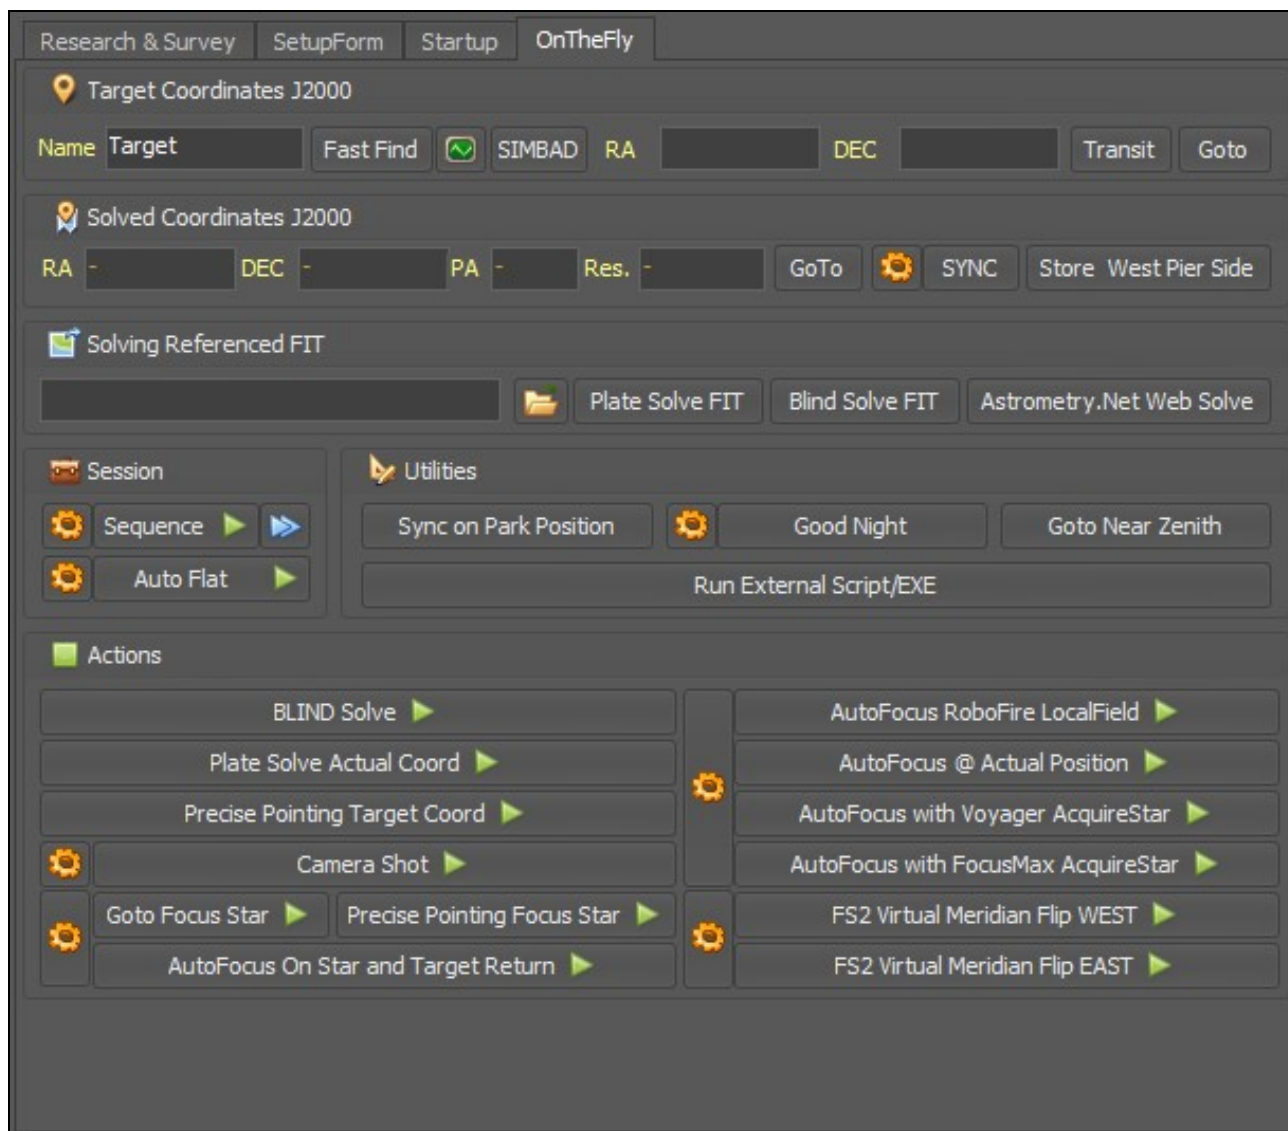 Research & Survey SetupForm Startup OnTheFly
Target Coordinates J2000
Name Target Fast Find SIMBAD RA DEC Transit Goto
Solved Coordinates J2000
RA - DEC - PA - Res. - GoTo SYNC Store West Pier Side
Solving Referenced FIT
Plate Solve FIT Blind Solve FIT Astrometry.Net Web Solve
Session Utilities
Sequence Sync on Park Position Good Night Goto Near Zenith
Auto Flat Run External Script/EXE
Actions
BLIND Solve AutoFocus RoboFire LocalField
Plate Solve Actual Coord AutoFocus @ Actual Position
Precise Pointing Target Coord AutoFocus with Voyager AcquireStar
Camera Shot AutoFocus with FocusMax AcquireStar
Goto Focus Star Precise Pointing Focus Star FS2 Virtual Meridian Flip WEST
AutoFocus On Star and Target Return FS2 Virtual Meridian Flip EAST